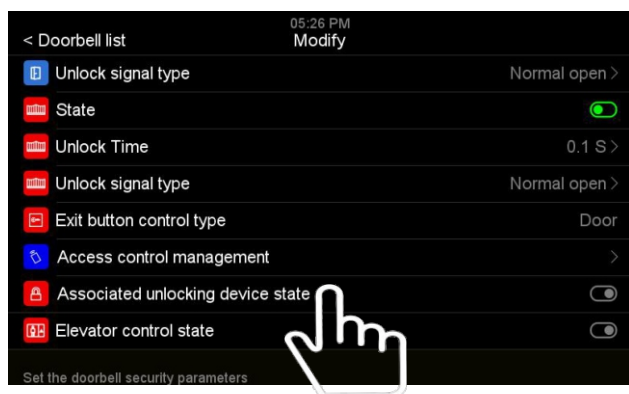 05:26 PM
< Doorbell list Modify
Unlock signal type Normal open >
State
Unlock Time 0.1 S >
Unlock signal type Normal open >
Exit button control type Door
Access control management >
Associated unlocking device state
Elevator control state
Set the doorbell security parameters